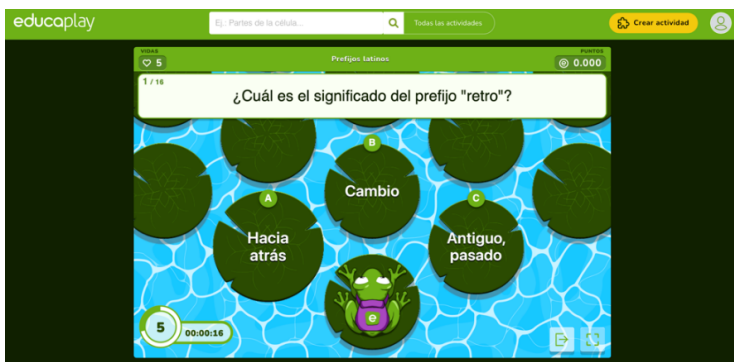 educaplay
Ej.: Partes de la célula...
Todas las actividades
Crear actividad
VIDAS
5
Prefijos latinos
PUNTOS
0.000
1 / 16
¿Cuál es el significado del prefijo "retro"?
B
Cambio
A
Hacia
atrás
C
Antiguo,
pasado
e
5
00:00:16